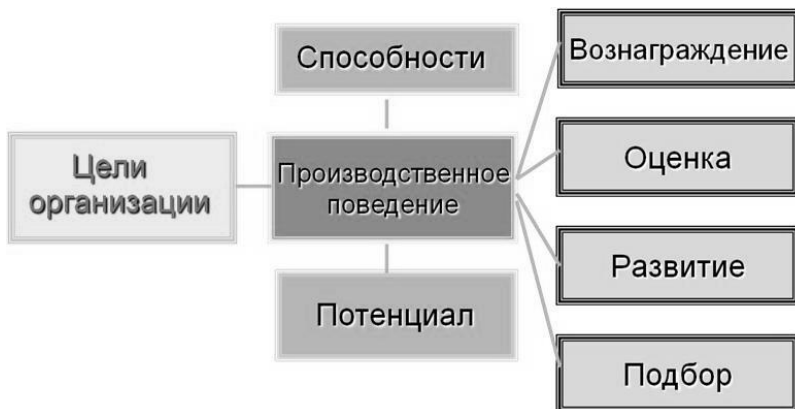 Способности
Вознаграждение
Оценка
Цели
организации
Производственное
поведение
Развитие
Потенциал
Подбор